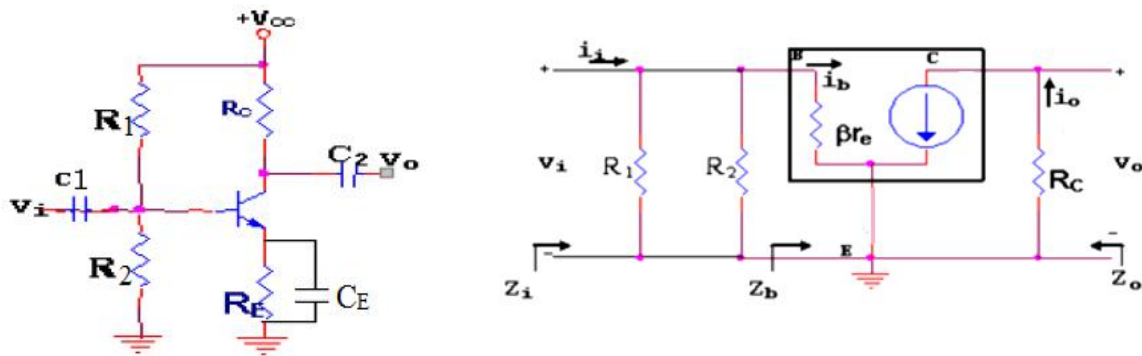 +Vcc
R1
Rc
C2
Vo
c1
Vi
R2
RE
CE
ii
B
C
+
+
ib
io
βre
vi
R1
R2
Rc
vo
-
E
-
Zi
Zb
Zo